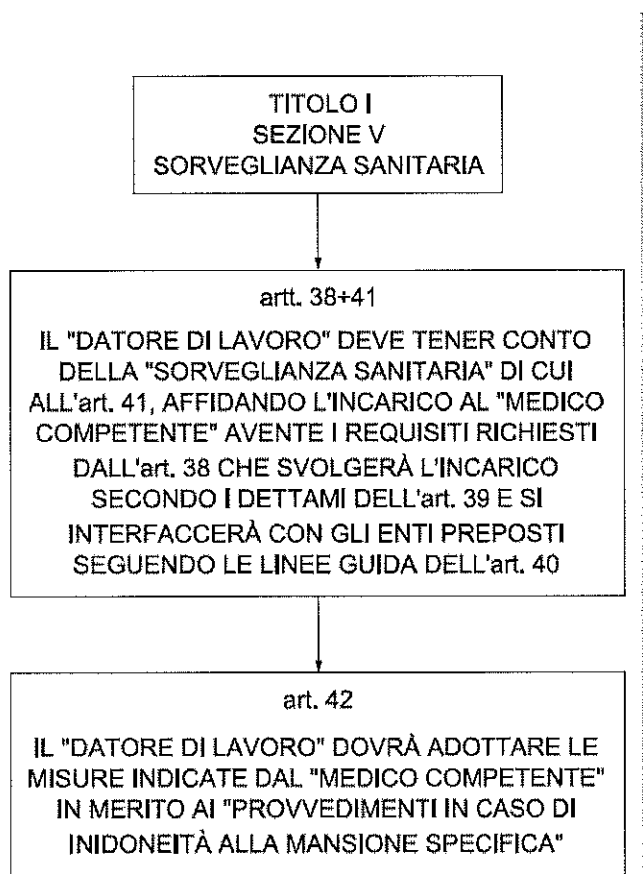 TITOLO I
SEZIONE V
SORVEGLIANZA SANITARIA
artt. 38÷41
IL "DATORE DI LAVORO" DEVE TENER CONTO
DELLA "SORVEGLIANZA SANITARIA" DI CUI
ALL'art. 41, AFFIDANDO L'INCARICO AL "MEDICO
COMPETENTE" AVENTE I REQUISITI RICHIESTI
DALL'art. 38 CHE SVOLGERÀ L'INCARICO
SECONDO I DETTAMI DELL'art. 39 E SI
INTERFACCERÀ CON GLI ENTI PREPOSTI
SEGUENDO LE LINEE GUIDA DELL'art. 40
art. 42
IL "DATORE DI LAVORO" DOVRÀ ADOTTARE LE
MISURE INDICATE DAL "MEDICO COMPETENTE"
IN MERITO AI "PROVVEDIMENTI IN CASO DI
INIDONEITÀ ALLA MANSIONE SPECIFICA"